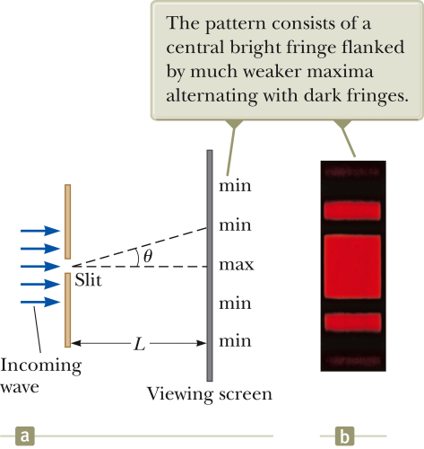 The pattern consists of a
central bright fringe flanked
by much weaker maxima
alternating with dark fringes.
min
min
θ
max
Slit
min
L
min
Incoming
wave
Viewing screen
a
b